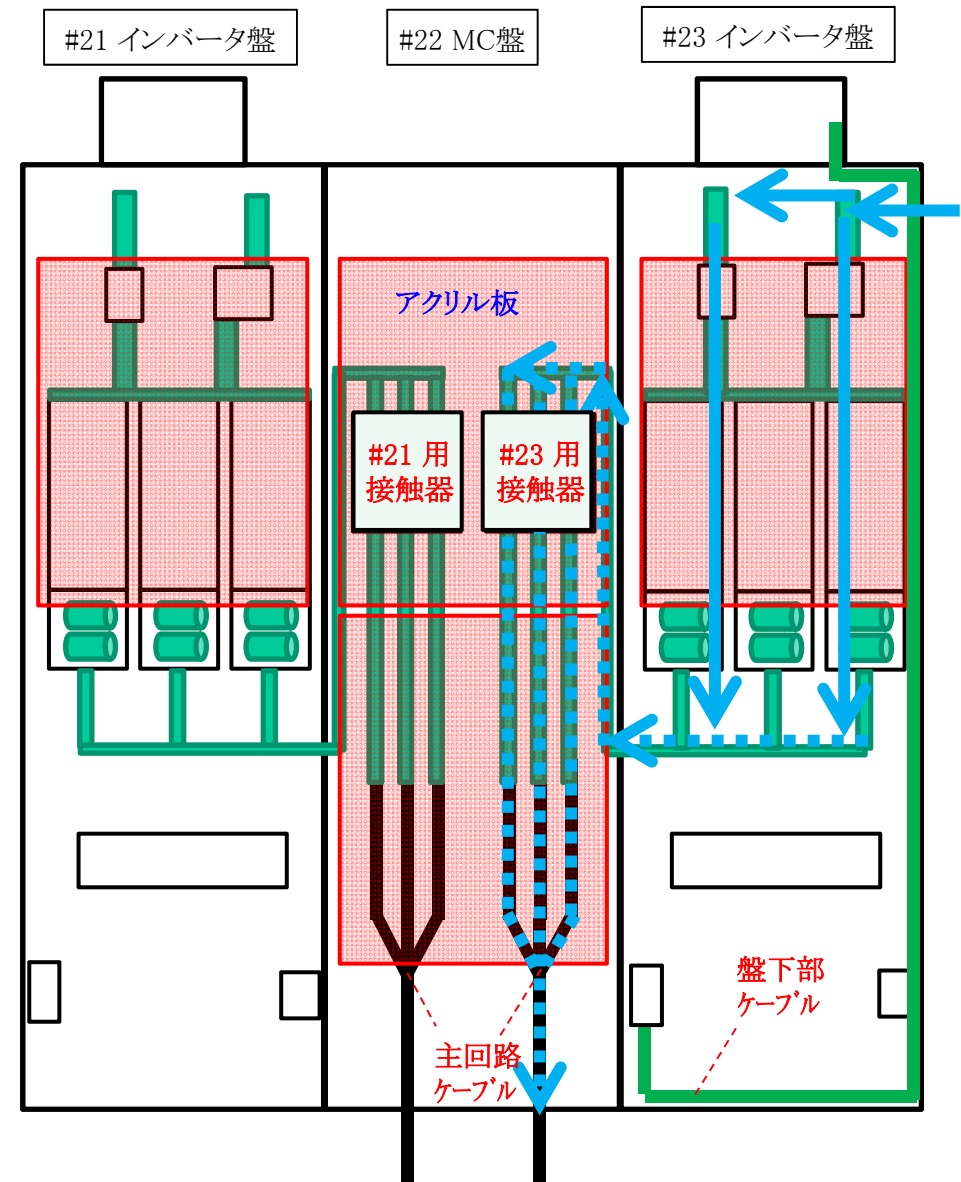 #21 インバータ盤
#22 MC盤
#23 インバータ盤
アクリル板
#21 用
接触器
#23 用
接触器
盤下部
ケーブル
主回路
ケーブル